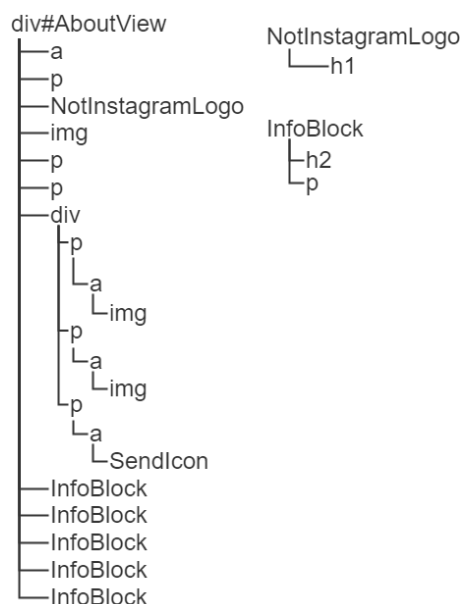 div#AboutView
a
p
NotInstagramLogo
img
p
p
div
p
a
img
p
a
img
p
a
SendIcon
InfoBlock
InfoBlock
InfoBlock
InfoBlock
InfoBlock
NotInstagramLogo
h1
InfoBlock
h2
p